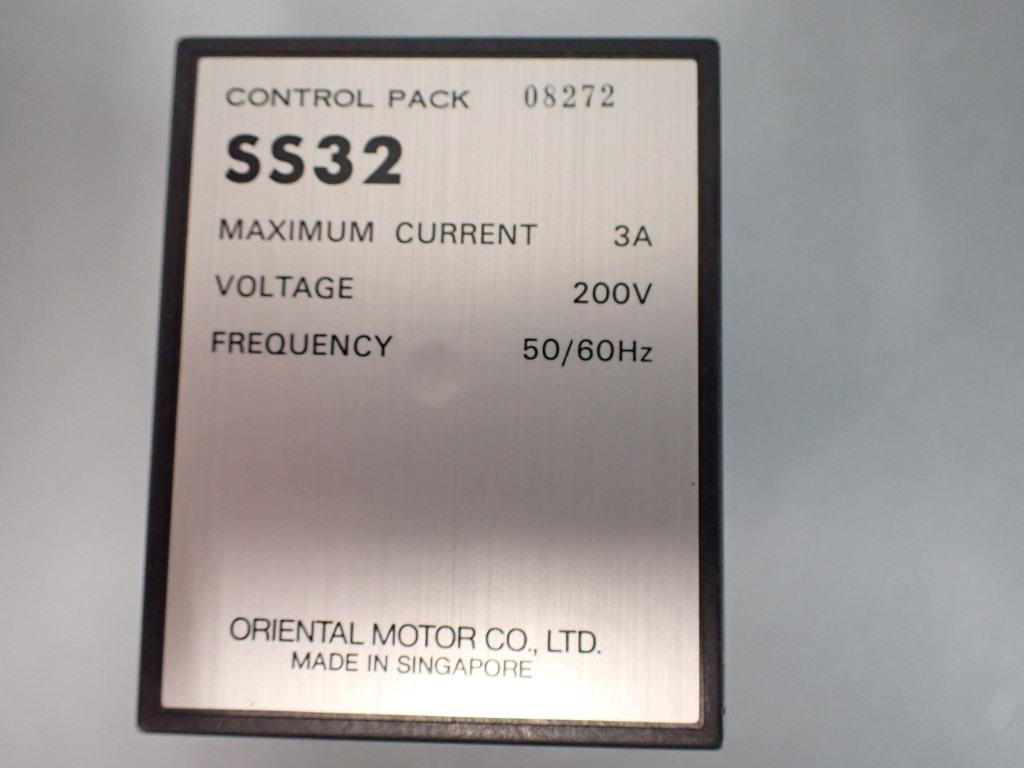 CONTROL PACK 08272
SS32
MAXIMUM CURRENT 3A
VOLTAGE 200V
FREQUENCY 50/60Hz
ORIENTAL MOTOR CO., LTD.
MADE IN SINGAPORE